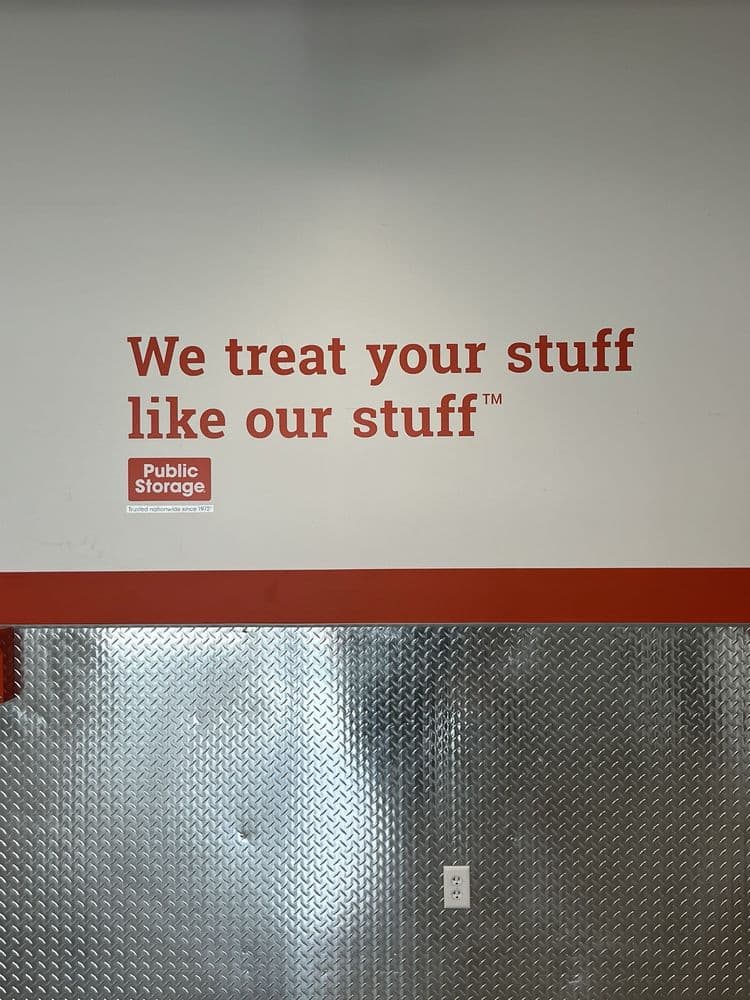 We treat your stuff
like our stuff™
Public
Storage
Trusted nationwide since 1972